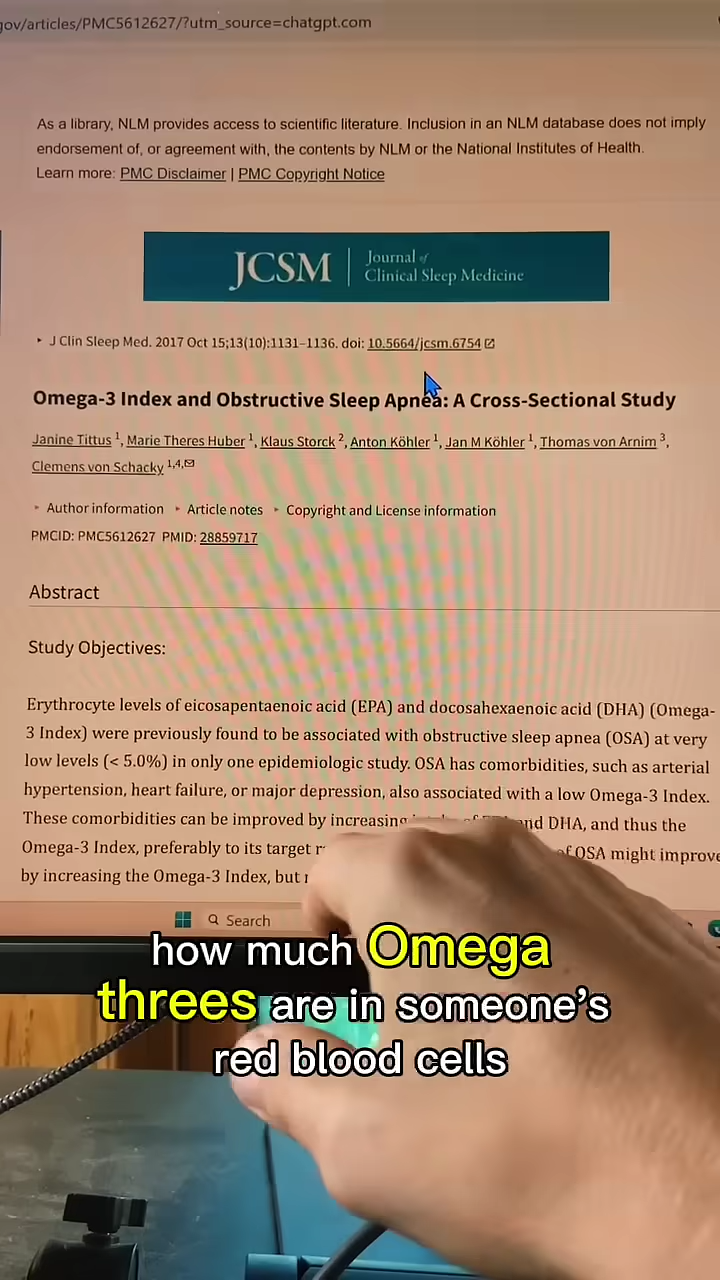 gov/articles/PMC5612627/?utm_source=chatgpt.com
As a library, NLM provides access to scientific literature. Inclusion in an NLM database does not imply
endorsement of, or agreement with, the contents by NLM or the National Institutes of Health.
Learn more: PMC Disclaimer | PMC Copyright Notice
JCSM | Journal of
Clinical Sleep Medicine
J Clin Sleep Med. 2017 Oct 15;13(10):1131–1136. doi: 10.5664/jcsm.6754
Omega-3 Index and Obstructive Sleep Apnea: A Cross-Sectional Study
Janine Tittus 1, Marie Theres Huber 1, Klaus Storck 2, Anton Köhler 1, Jan M Köhler 1, Thomas von Arnim 3,
Clemens von Schacky 1,4,✉
Author information Article notes Copyright and License information
PMCID: PMC5612627 PMID: 28859717
Abstract
Study Objectives:
Erythrocyte levels of eicosapentaenoic acid (EPA) and docosahexaenoic acid (DHA) (Omega-
3 Index) were previously found to be associated with obstructive sleep apnea (OSA) at very
low levels (< 5.0%) in only one epidemiologic study. OSA has comorbidities, such as arterial
hypertension, heart failure, or major depression, also associated with a low Omega-3 Index.
These comorbidities can be improved by increasing and DHA, and thus the
Omega-3 Index, preferably to its target of OSA might improve
by increasing the Omega-3 Index, but
Search
how much Omega
threes are in someone's
red blood cells